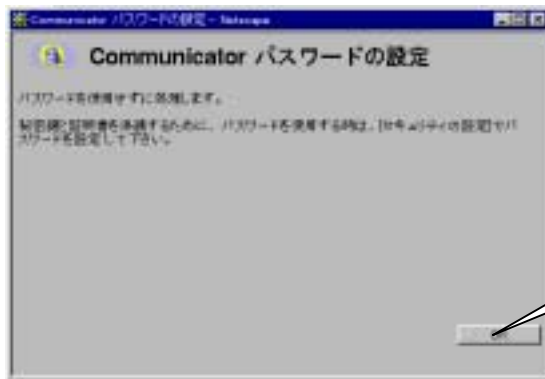 Communicator パスワードの設定 - Netscape
Communicator パスワードの設定
パスワードを使用せずに処理します。
秘密鍵と証明書を保護するために、パスワードを使用する時は、[セキュリティの設定]でパ
スワードを設定して下さい。
OK